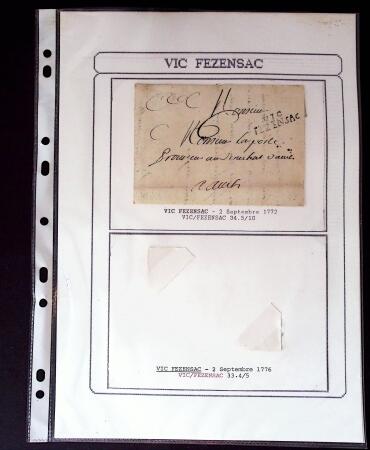 VIC FEZENSAC
Monsieur
VIC
FEZENSAC
Monsieur
VIC FEZENSAC - 2 Septembre 1772
VIC/FEZENSAC 34.5/10
VIC FEZENSAC - 2 Septembre 1776
VIC/FEZENSAC 33.4/5